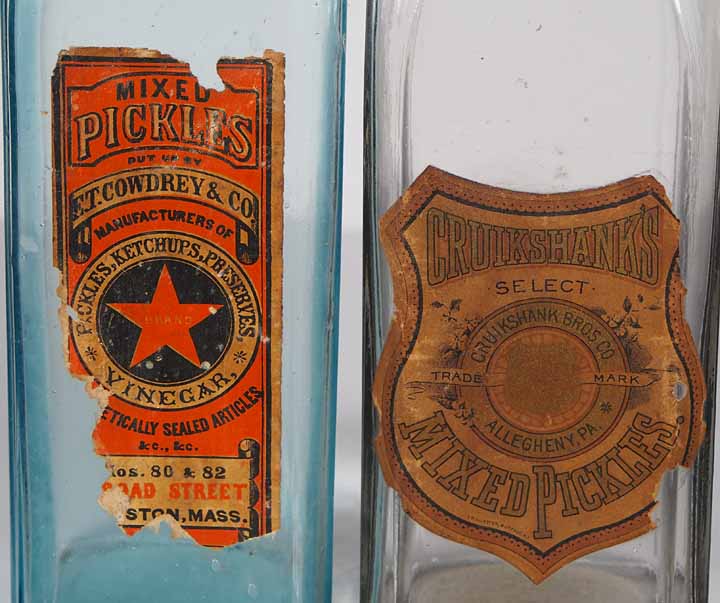 MIXED
PICKLES
PUT UP BY
E.T. COWDREY & CO.
MANUFACTURERS OF
PICKLES, KETCHUPS, PRESERVES,
BRAND
VINEGAR,
ETICALLY SEALED ARTICLES
&c., &c.
os. 80 & 82
OAD STREET
STON, MASS.
CRUIKSHANK'S
SELECT.
CRUIKSHANK BROS CO
TRADE MARK
ALLEGHENY, PA.
MIXED PICKLES.